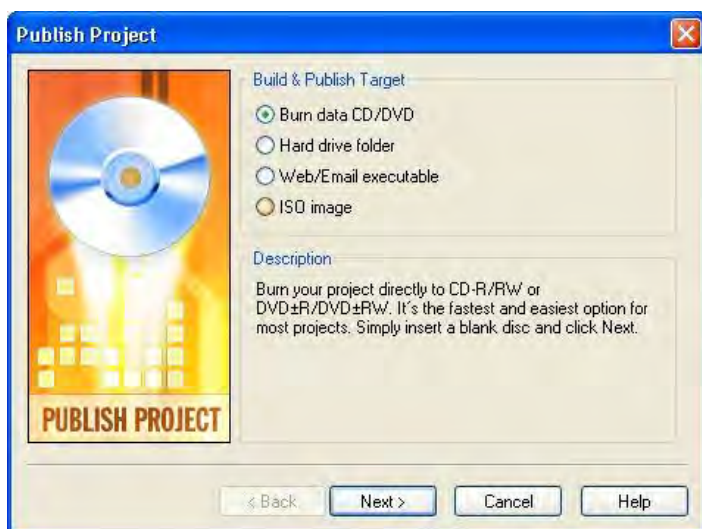 Publish Project
Build & Publish Target
Burn data CD/DVD
Hard drive folder
Web/Email executable
ISO image
Description
Burn your project directly to CD-R/RW or
DVD±R/DVD±RW. It´s the fastest and easiest option for
most projects. Simply insert a blank disc and click Next.
PUBLISH PROJECT
< Back
Next >
Cancel
Help